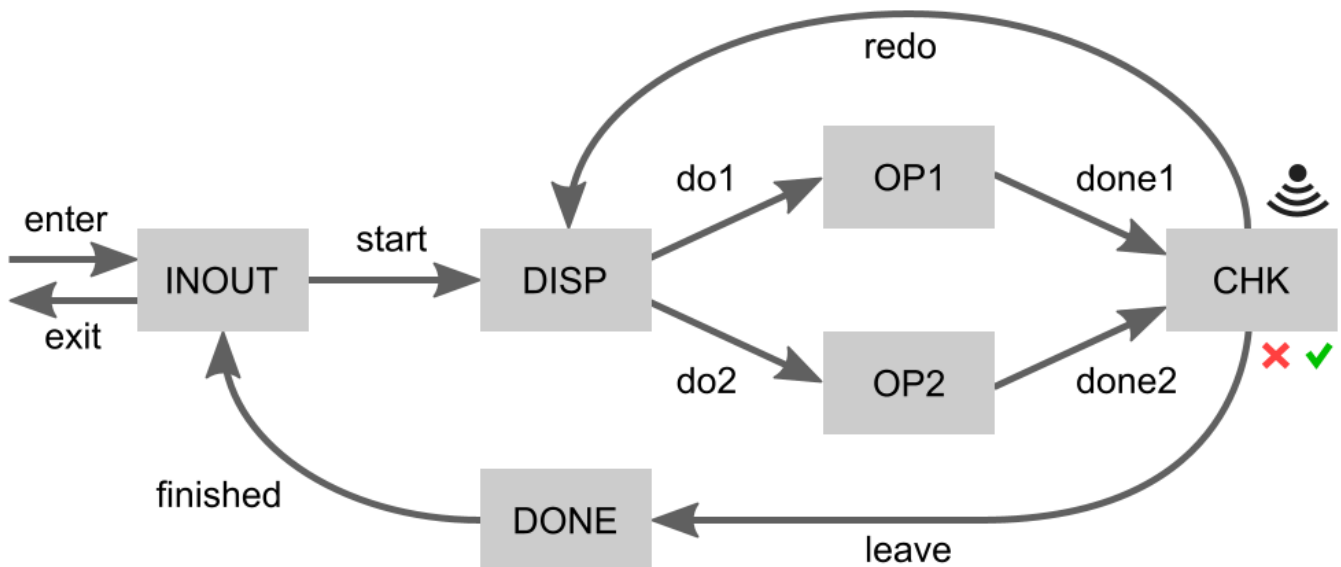 redo
do1
OP1
done1
enter
start
INOUT
DISP
CHK
exit
do2
OP2
done2
finished
DONE
leave